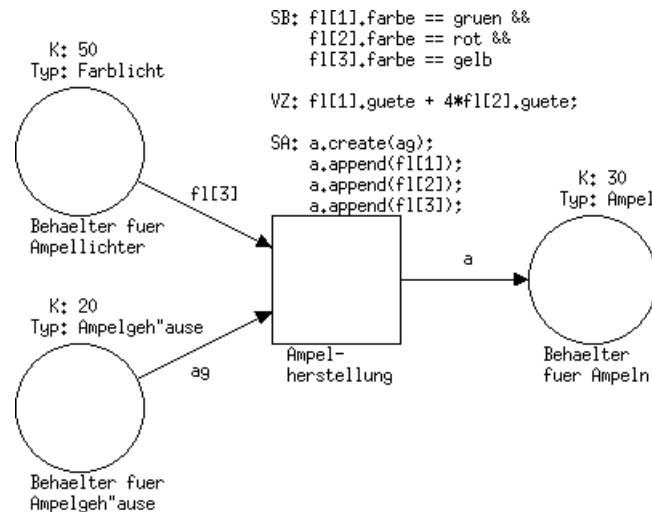 SB: fl[1].farbe == gruen &&
fl[2].farbe == rot &&
fl[3].farbe == gelb
VZ: fl[1].guete + 4*fl[2].guete;
SA: a.create(ag);
a.append(fl[1]);
a.append(fl[2]);
a.append(fl[3]);
K: 50
Typ: Farblicht
fl[3]
Behaelter fuer
Ampellichter
K: 30
Typ: Ampel
a
K: 20
Typ: Ampelgeh"ause
ag
Ampel-
herstellung
Behaelter
fuer Ampeln
Behaelter fuer
Ampelgeh"ause